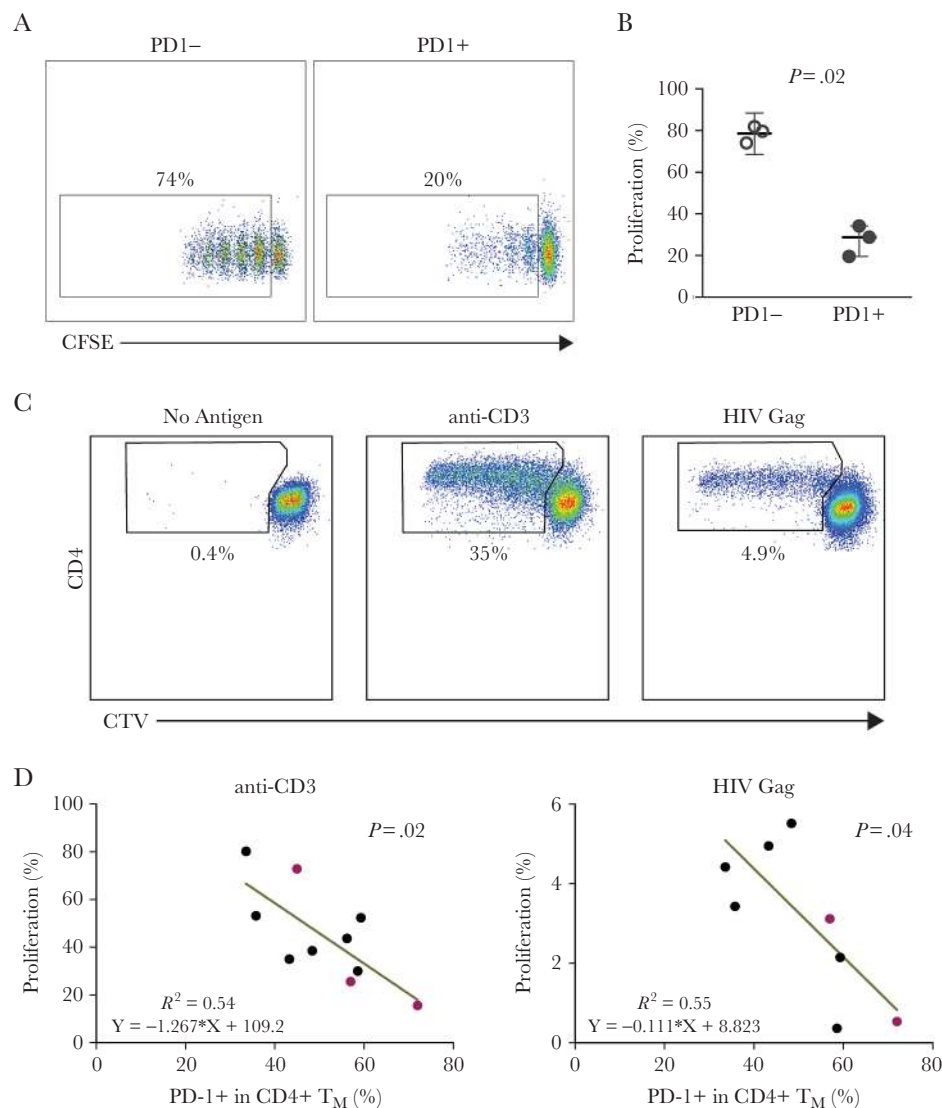 A
PD1– PD1+
74% 20%
CFSE
B
P = .02
Proliferation (%)
100
80
60
40
20
0
PD1– PD1+
C
No Antigen anti-CD3 HIV Gag
CD4
0.4% 35% 4.9%
CTV
D
anti-CD3
P = .02
Proliferation (%)
100
80
60
40
20
0
R² = 0.54
Y = –1.267*X + 109.2
0 20 40 60 80
PD-1+ in CD4+ T_M (%)
HIV Gag
P = .04
Proliferation (%)
6
4
2
0
R² = 0.55
Y = –0.111*X + 8.823
0 20 40 60 80
PD-1+ in CD4+ T_M (%)